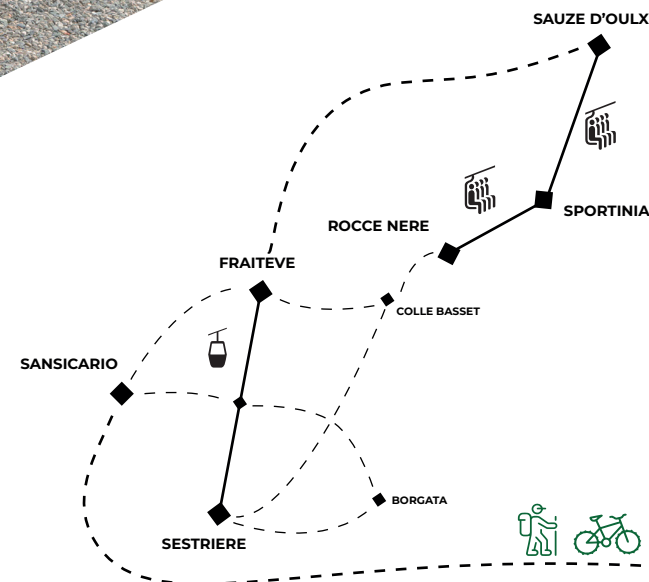 SAUZE D'OULX
SPORTINIA
ROCCE NERE
FRAITEVE
COLLE BASSET
SANSICARIO
BORGATA
SESTRIERE